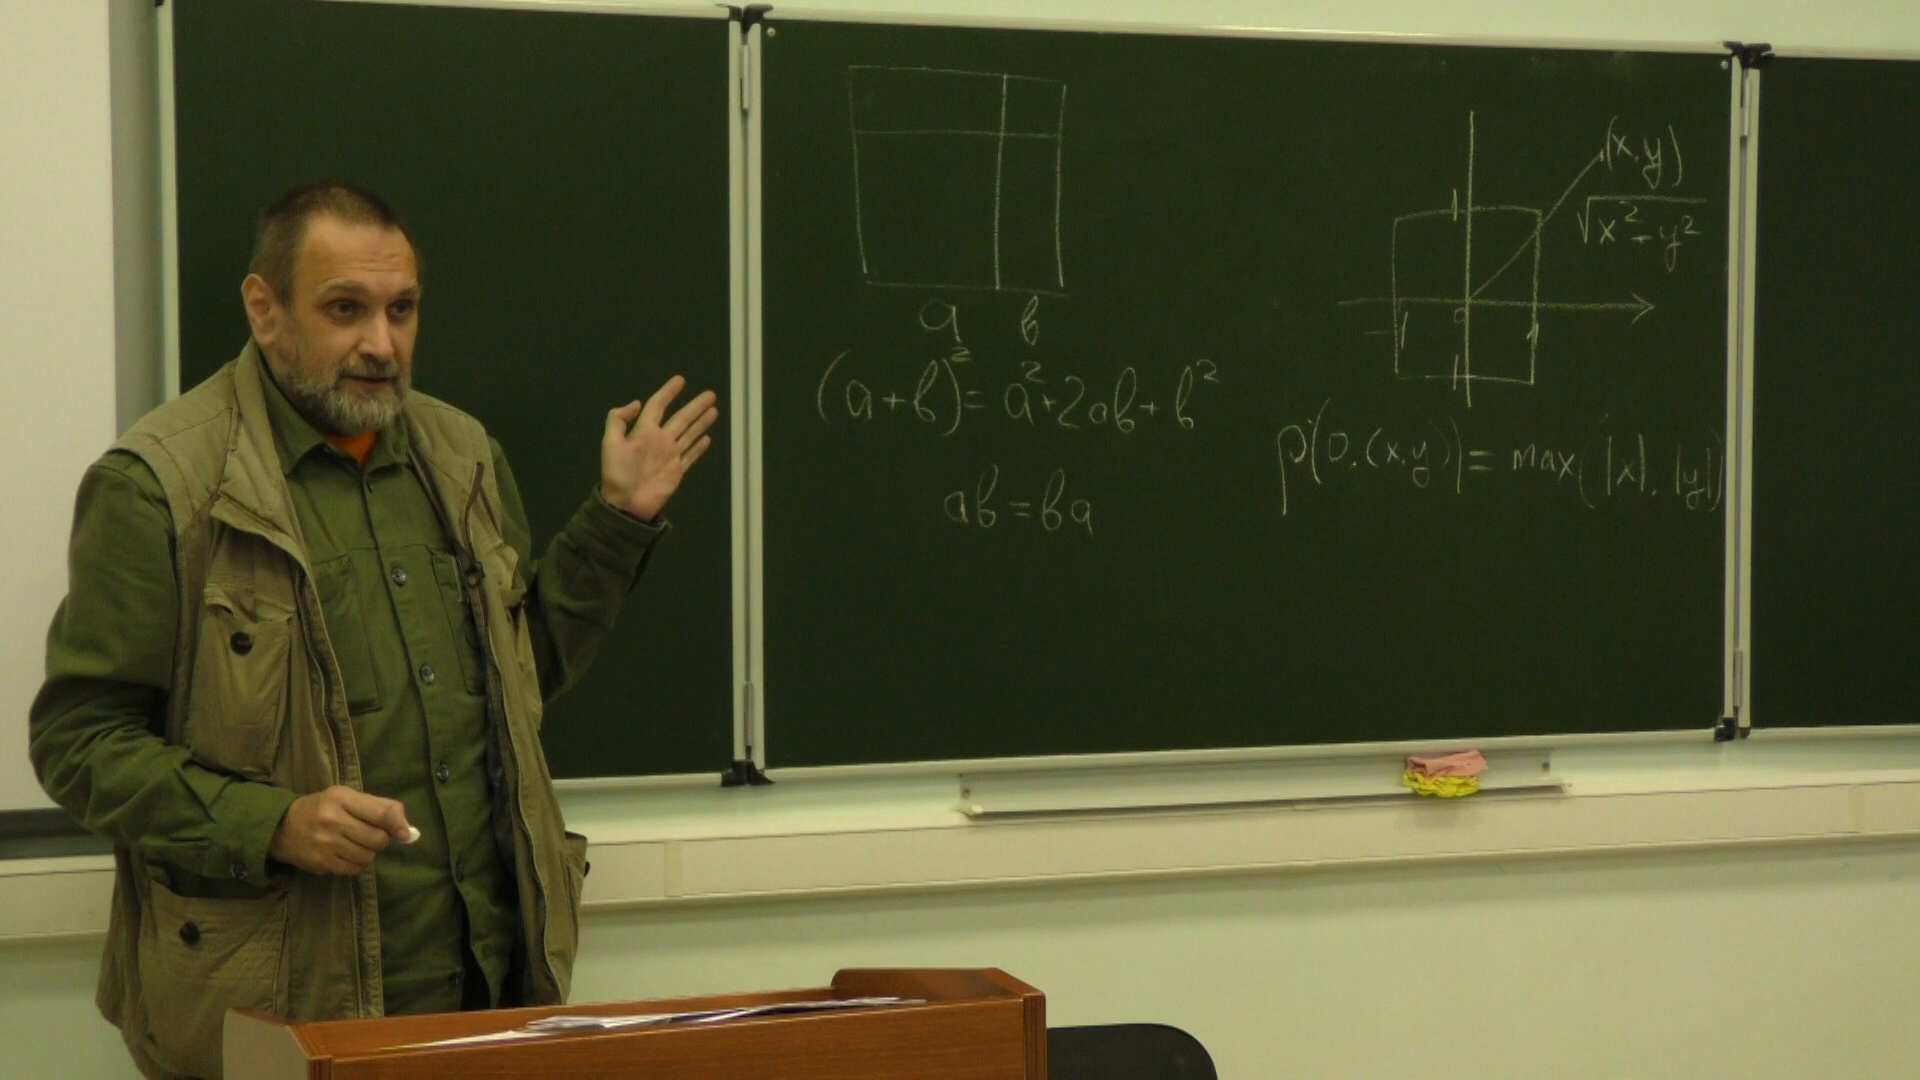 a b
(a+b)²=a²+2ab+b²
ab=ba
(x,y)
√x²+y²
1
0
-1 1
1
ρ(0,(x,y))=max(|x|,|y|)